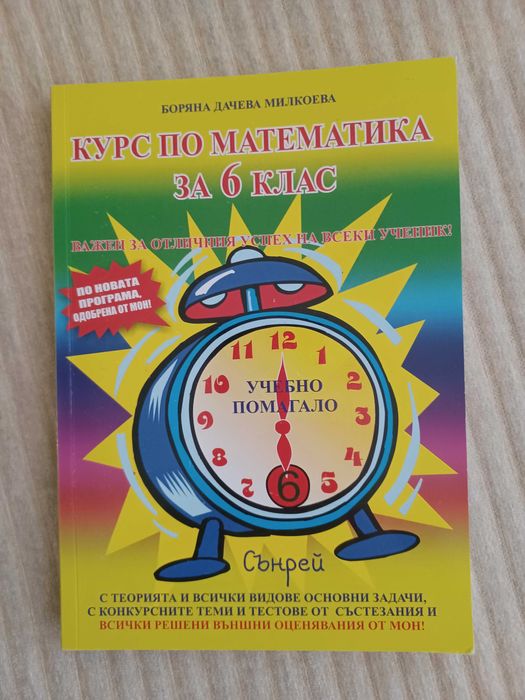 БОРЯНА ДАЧЕВА МИЛКОЕВА
КУРС ПО МАТЕМАТИКА
ЗА 6 КЛАС
ВАЖЕН ЗА ОТЛИЧНИЯ УСПЕХ НА ВСЕКИ УЧЕНИК!
ПО НОВАТА
ПРОГРАМА,
ОДОБРЕНА ОТ МОН!
12
11 1
10 2
УЧЕБНО
ПОМАГАЛО
9 3
8 4
7 5
6
Сънрей
С ТЕОРИЯТА И ВСИЧКИ ВИДОВЕ ОСНОВНИ ЗАДАЧИ,
С КОНКУРСНИТЕ ТЕМИ И ТЕСТОВЕ ОТ СЪСТЕЗАНИЯ И
ВСИЧКИ РЕШЕНИ ВЪНШНИ ОЦЕНЯВАНИЯ ОТ МОН!